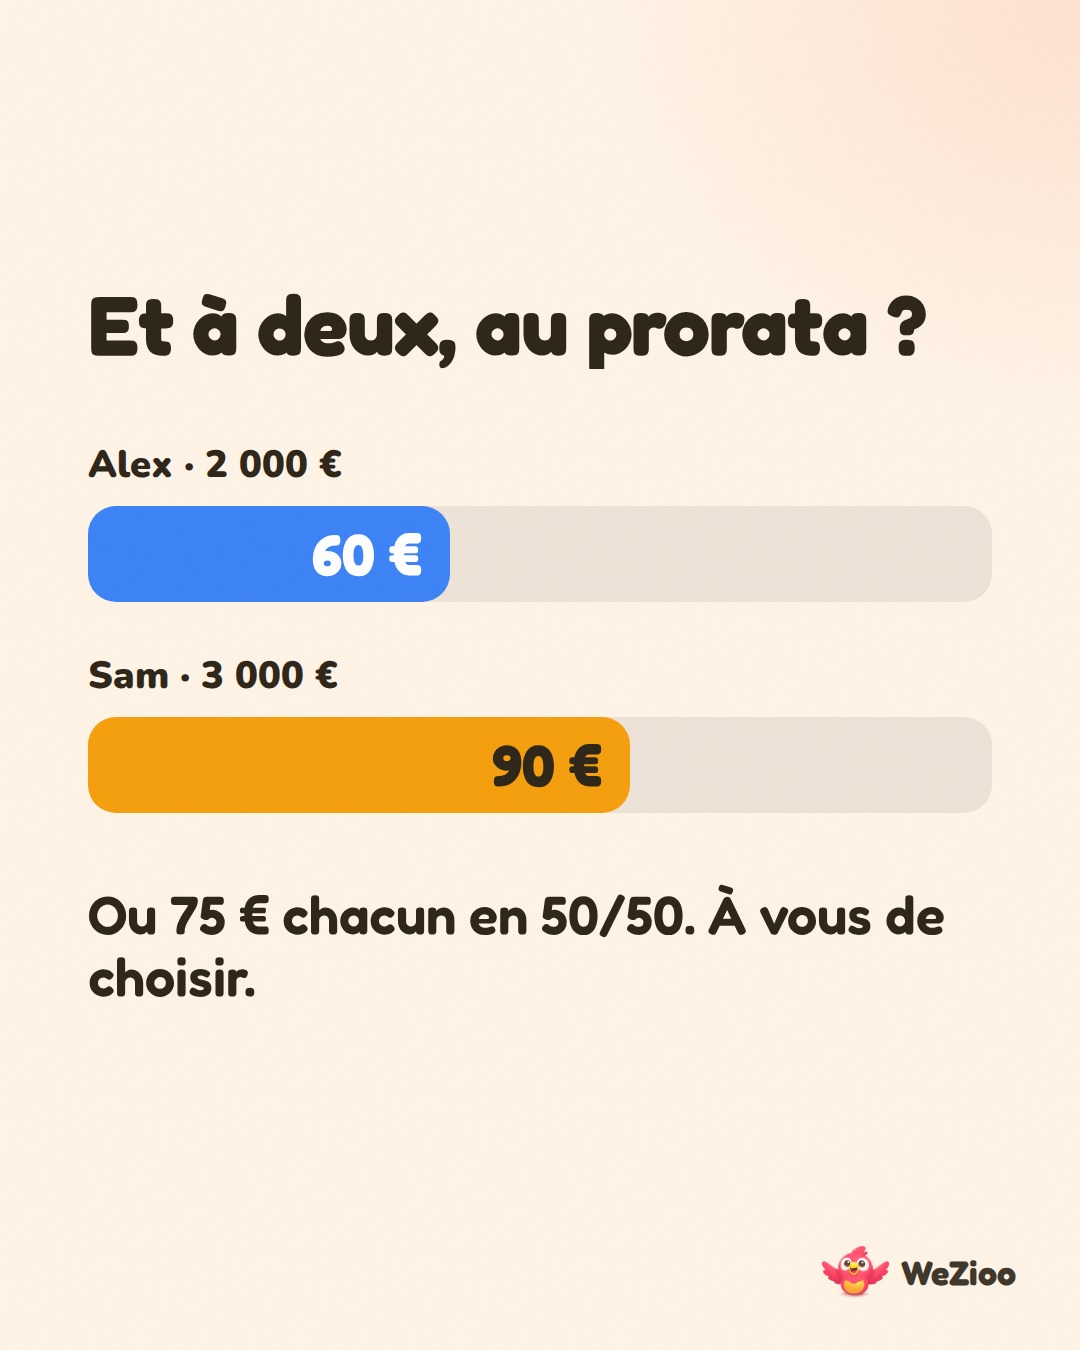 Et à deux, au prorata ?
Alex · 2 000 €
60 €
Sam · 3 000 €
90 €
Ou 75 € chacun en 50/50. À vous de
choisir.
WeZioo